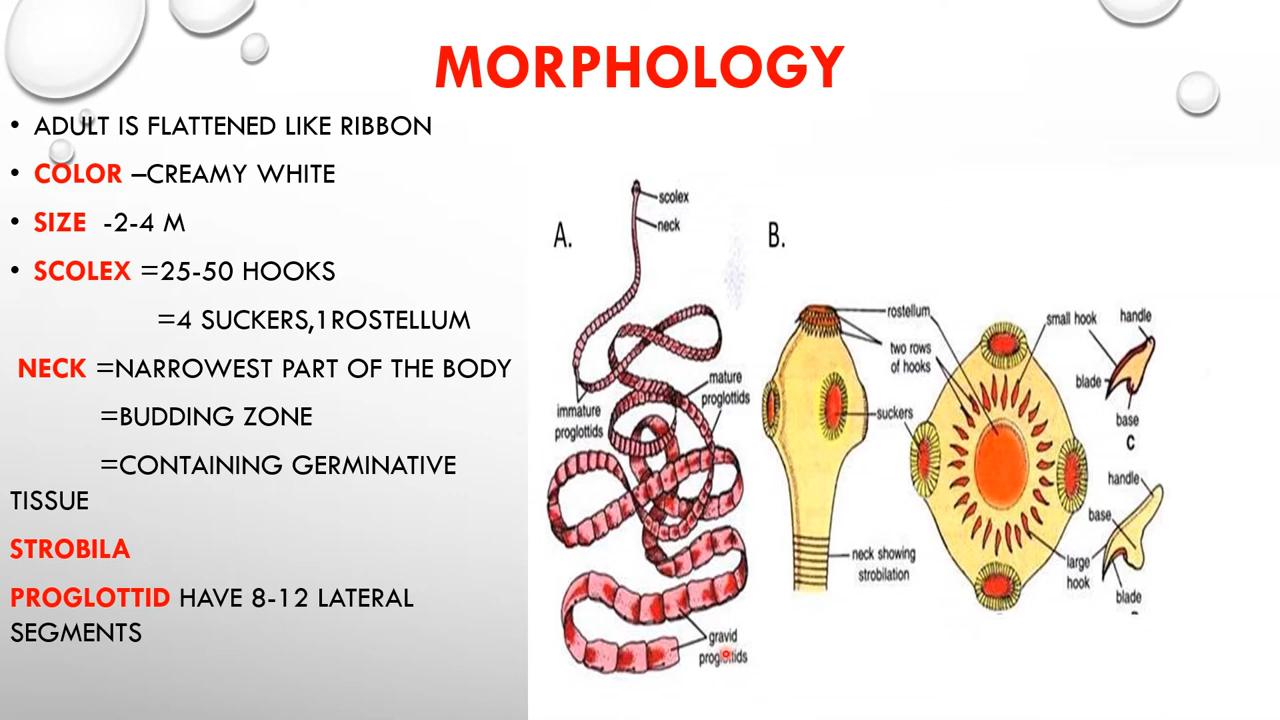 MORPHOLOGY
• ADULT IS FLATTENED LIKE RIBBON
• COLOR –CREAMY WHITE
• SIZE -2-4 M
• SCOLEX =25-50 HOOKS
=4 SUCKERS,1ROSTELLUM
NECK =NARROWEST PART OF THE BODY
=BUDDING ZONE
=CONTAINING GERMINATIVE
TISSUE
STROBILA
PROGLOTTID HAVE 8-12 LATERAL
SEGMENTS
A.
scolex
neck
immature
proglottids
mature
proglottids
gravid
proglottids
B.
rostellum
two rows
of hooks
suckers
neck showing
strobilation
small hook
handle
blade
base
C
handle
base
large
hook
blade